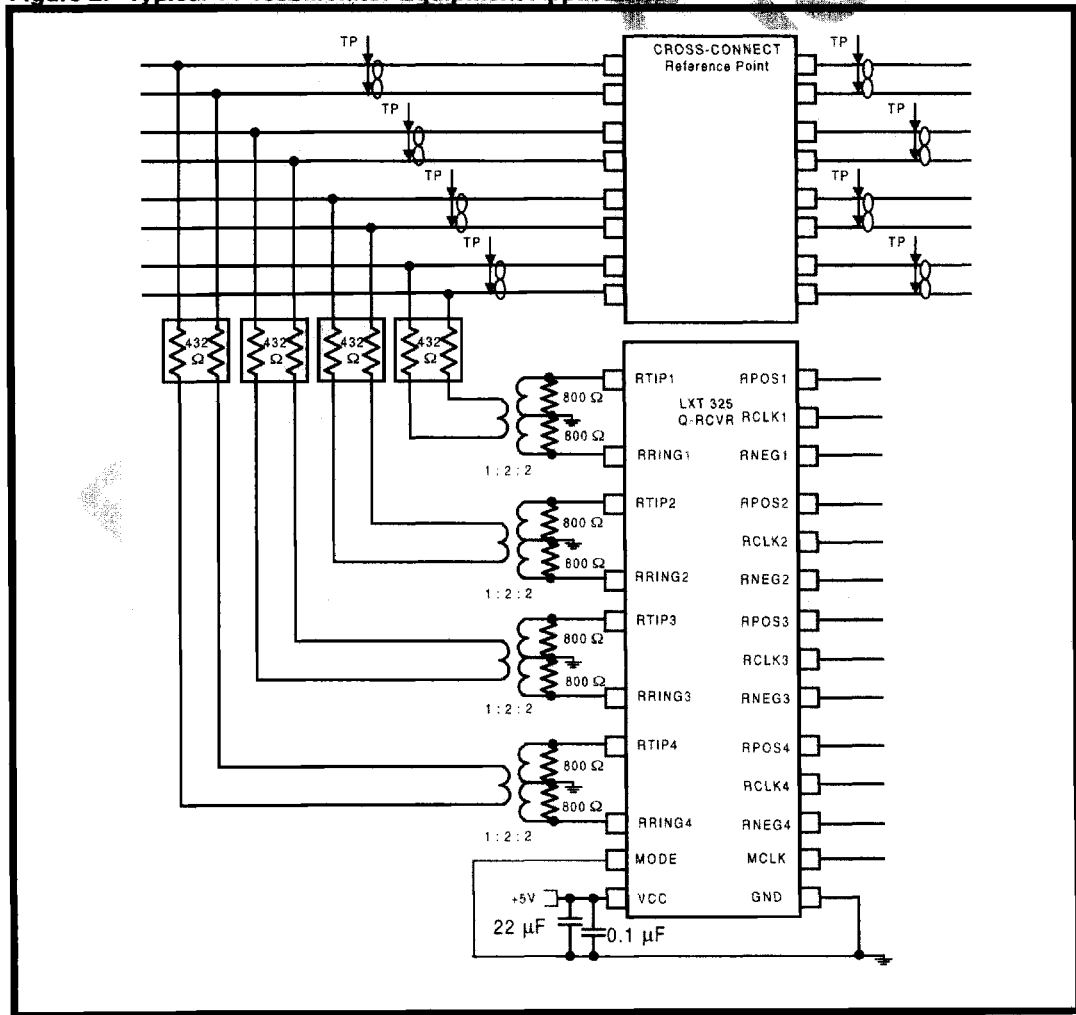 TP
TP
TP
TP
CROSS-CONNECT
Reference Point
TP
TP
TP
TP
432
Ω
432
Ω
432
Ω
432
Ω
800 Ω
800 Ω
1 : 2 : 2
800 Ω
800 Ω
1 : 2 : 2
800 Ω
800 Ω
1 : 2 : 2
800 Ω
800 Ω
1 : 2 : 2
LXT 325
Q-RCVR
RTIP1
RPOS1
RCLK1
RRING1
RNEG1
RTIP2
RPOS2
RCLK2
RRING2
RNEG2
RTIP3
RPOS3
RCLK3
RRING3
RNEG3
RTIP4
RPOS4
RCLK4
RRING4
RNEG4
MODE
MCLK
+5V
VCC
GND
22 µF
0.1 µF